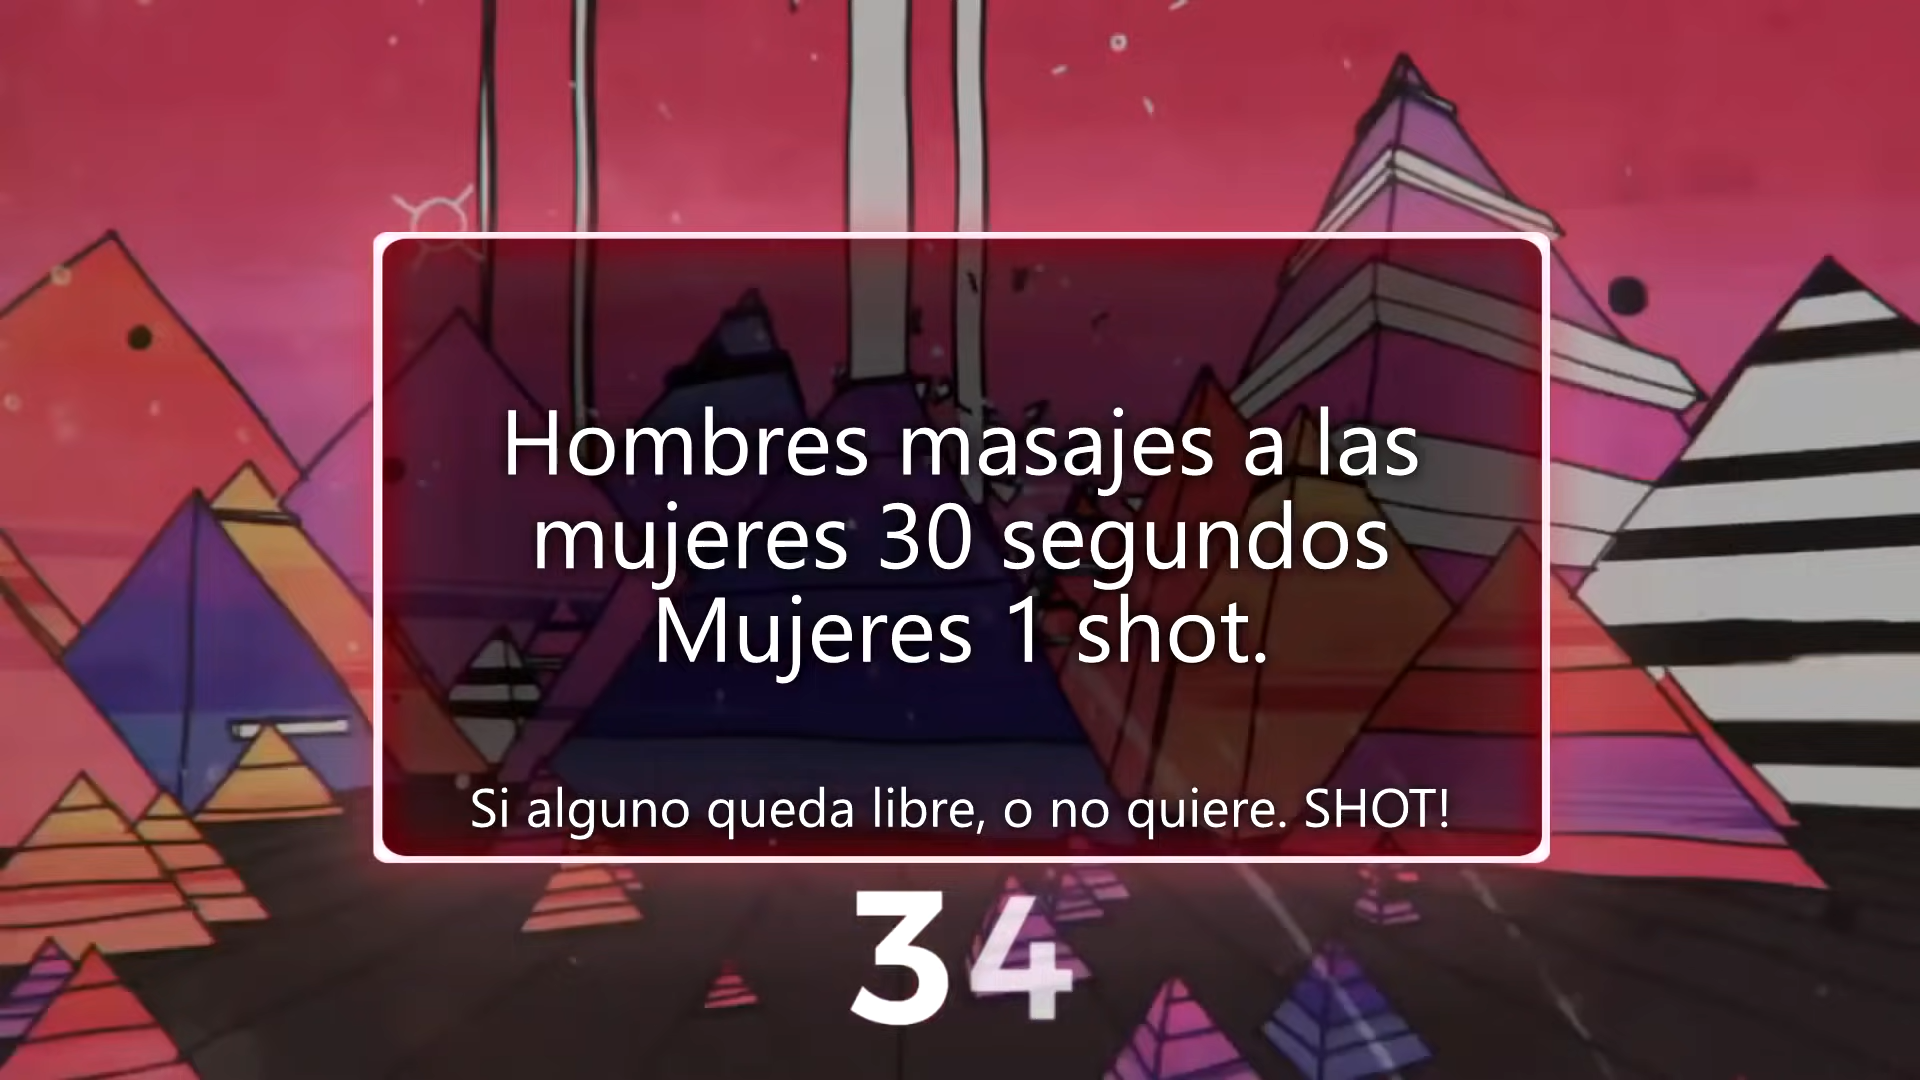 Hombres masajes a las
mujeres 30 segundos
Mujeres 1 shot.
Si alguno queda libre, o no quiere. SHOT!
34